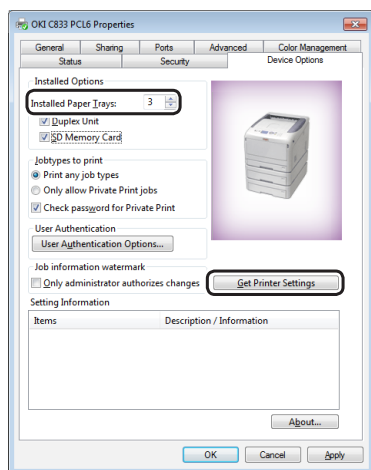 OKI C833 PCL6 Properties
General Sharing Ports Advanced Color Management
Status Security Device Options
Installed Options
Installed Paper Trays: 3
Duplex Unit
SD Memory Card
Jobtypes to print
Print any job types
Only allow Private Print jobs
Check password for Private Print
User Authentication
User Authentication Options...
Job information watermark
Only administrator authorizes changes Get Printer Settings
Setting Information
Items Description / Information
About...
OK Cancel Apply